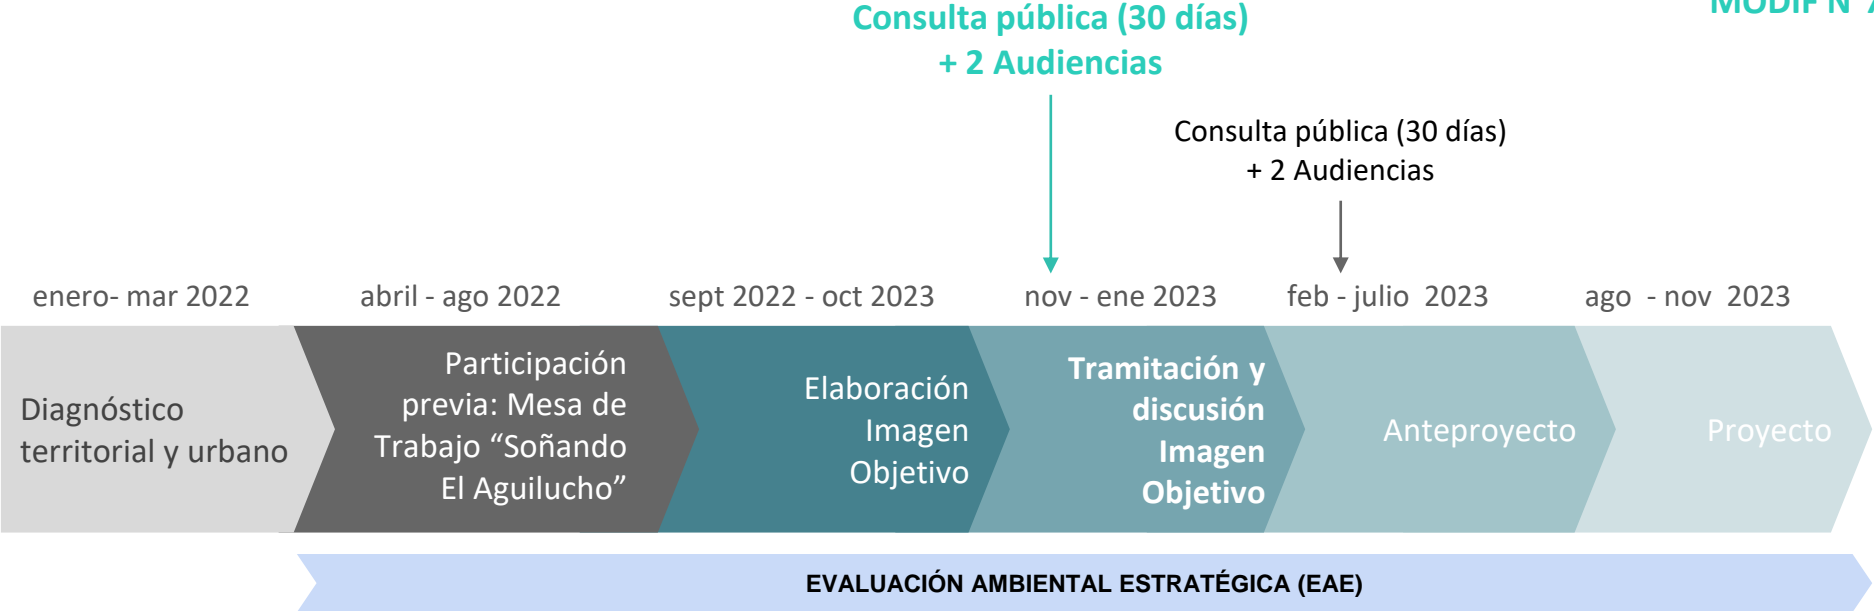 MODIF N°7
Consulta pública (30 días)
+ 2 Audiencias
Consulta pública (30 días)
+ 2 Audiencias
enero- mar 2022
abril - ago 2022
sept 2022 - oct 2023
nov - ene 2023
feb - julio 2023
ago - nov 2023
Diagnóstico
territorial y urbano
Participación
previa: Mesa de
Trabajo “Soñando
El Aguilucho”
Elaboración
Imagen
Objetivo
Tramitación y
discusión
Imagen
Objetivo
Anteproyecto
Proyecto
EVALUACIÓN AMBIENTAL ESTRATÉGICA (EAE)